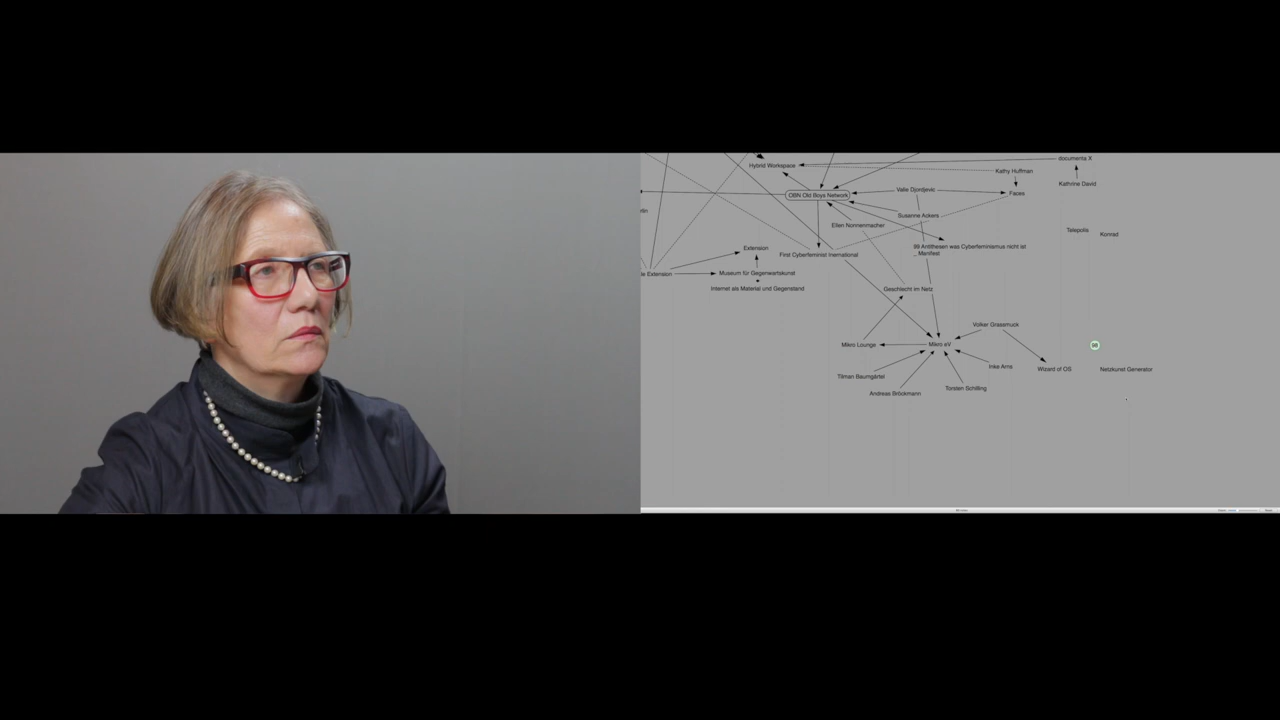 documenta X
Hybrid Workspace
Kathy Huffman
Kathrine David
Valie Djordjevic
Faces
OBN Old Boys Network
Susanne Ackers
Ellen Nonnenmacher
Telepolis
Konrad
99 Antithesen was Cyberfeminismus nicht ist
_ Manifest
Extension
First Cyberfeminist International
le Extension
Museum für Gegenwartskunst
Internet als Material und Gegenstand
Geschlecht im Netz
Volker Grassmuck
Mikro Lounge
Mikro eV
98
Inke Arns
Wizard of OS
Netzkunst Generator
Tilman Baumgärtel
Torsten Schilling
Andreas Bröckmann